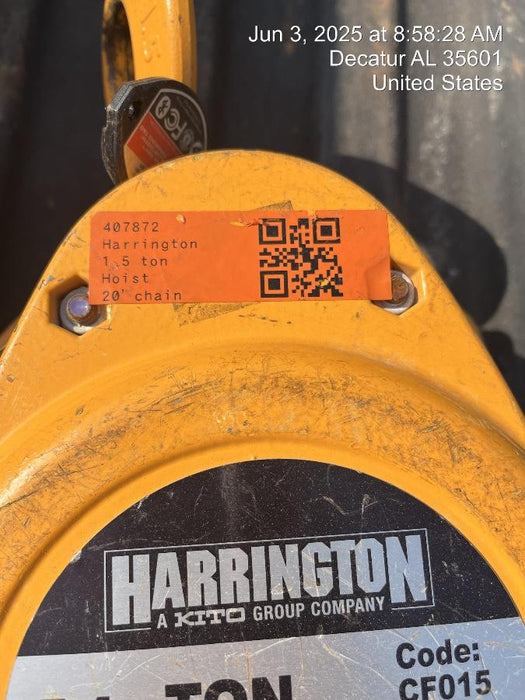 Jun 3, 2025 at 8:58:28 AM
Decatur AL 35601
United States
407872
Harrington
1.5 ton
Hoist
20' chain
HARRINGTON
A KITO GROUP COMPANY
Code:
TON
CF015